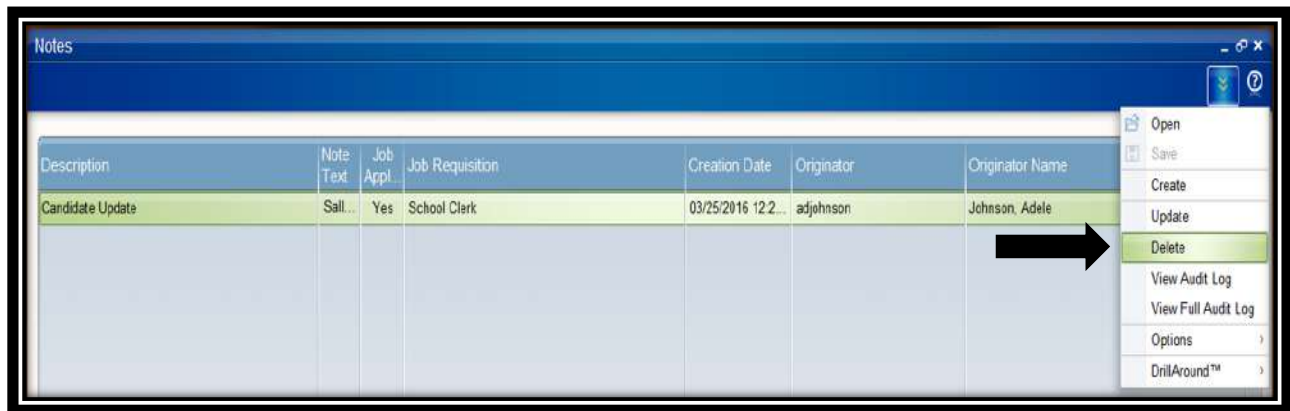 Notes
Open
Save
Create
Update
Delete
View Audit Log
View Full Audit Log
Options
DrillAround™
Description Note Text Job Appl... Job Requisition Creation Date Originator Originator Name
Candidate Update Sall... Yes School Clerk 03/25/2016 12:2... adjohnson Johnson, Adele